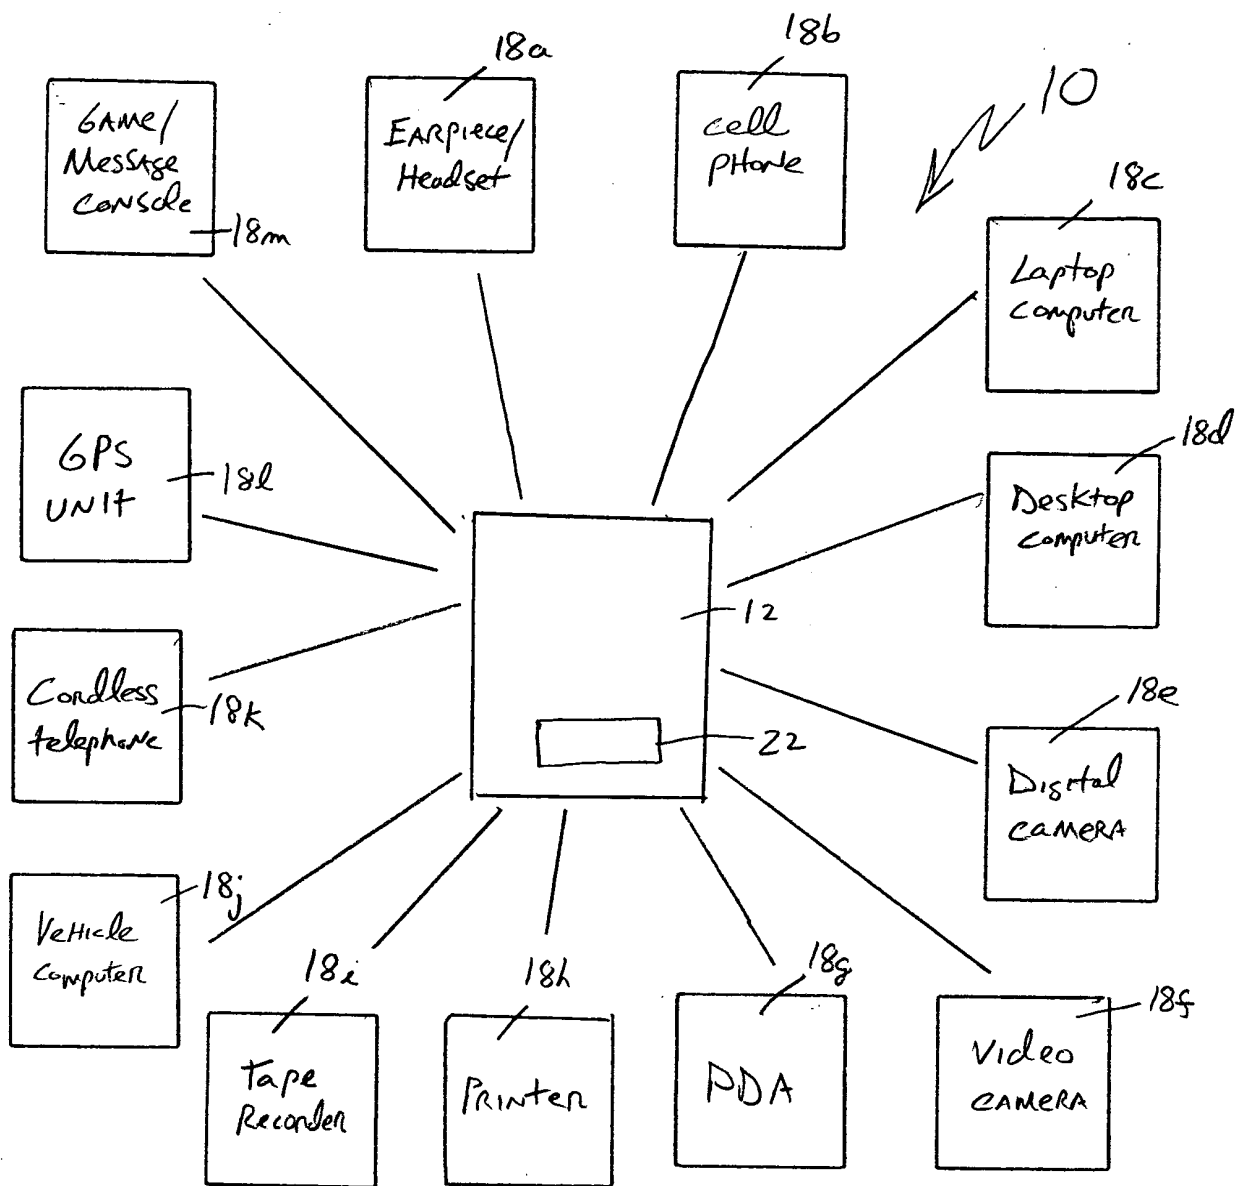 18a
18b
10
GAME/
Message
Console
18m
EARpiece/
Headset
Cell
PHone
18c
Laptop
Computer
GPS
UNIt
18l
18d
Desktop
Computer
12
Cordless
telephone
18k
22
18e
Digital
CAMERA
18j
VeHicle
Computer
18i
18h
18g
18f
Tape
Recorder
PRINTER
PDA
Video
CAMERA